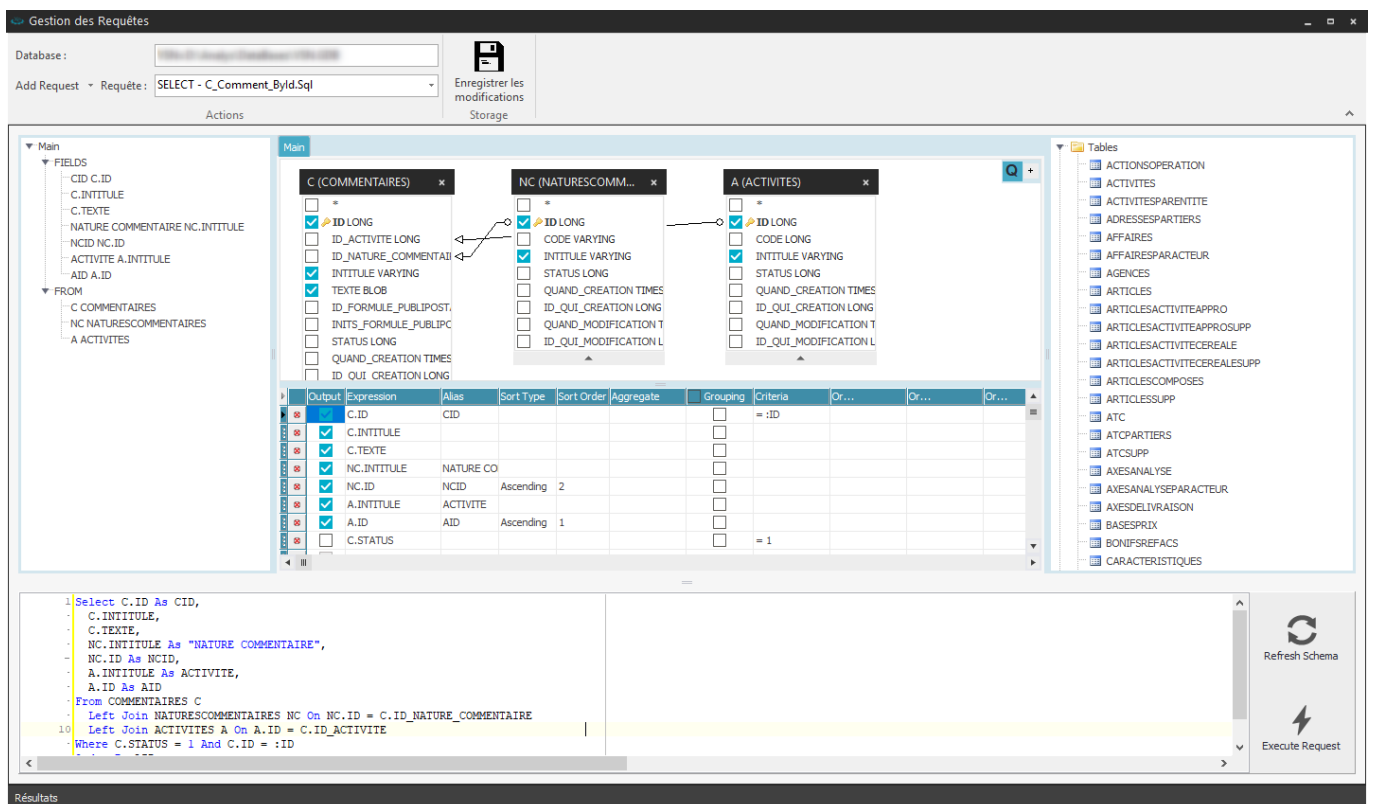 Gestion des Requêtes
Database :
Add Request Requête : SELECT - C_Comment_ById.Sql
Enregistrer les
modifications
Actions
Storage
Main
FIELDS
CID C.ID
C.INTITULE
C.TEXTE
NATURE COMMENTAIRE NC.INTITULE
NCID NC.ID
ACTIVITE A.INTITULE
AID A.ID
FROM
C COMMENTAIRES
NC NATURESCOMMENTAIRES
A ACTIVITES
Main
Q +
C (COMMENTAIRES) ×
*
ID LONG
ID_ACTIVITE LONG
ID_NATURE_COMMENTAI
INTITULE VARYING
TEXTE BLOB
ID_FORMULE_PUBLIPOST
INITS_FORMULE_PUBLIPC
STATUS LONG
QUAND_CREATION TIMES
ID_QUI_CREATION LONG
NC (NATURESCOMM... ×
*
ID LONG
CODE VARYING
INTITULE VARYING
STATUS LONG
QUAND_CREATION TIMES
ID_QUI_CREATION LONG
QUAND_MODIFICATION T
ID_QUI_MODIFICATION L
A (ACTIVITES) ×
*
ID LONG
CODE LONG
INTITULE VARYING
STATUS LONG
QUAND_CREATION TIMES
ID_QUI_CREATION LONG
QUAND_MODIFICATION T
ID_QUI_MODIFICATION L
Output Expression Alias Sort Type Sort Order Aggregate Grouping Criteria Or... Or... Or...
C.ID CID = :ID
C.INTITULE
C.TEXTE
NC.INTITULE NATURE CO
NC.ID NCID Ascending 2
A.INTITULE ACTIVITE
A.ID AID Ascending 1
C.STATUS = 1
Tables
ACTIONSOPERATION
ACTIVITES
ACTIVITESPARENTITE
ADRESSESPARTIERS
AFFAIRES
AFFAIRESPARACTEUR
AGENCES
ARTICLES
ARTICLESACTIVITEAPPRO
ARTICLESACTIVITEAPPROSUPP
ARTICLESACTIVITECEREALE
ARTICLESACTIVITECEREALESUPP
ARTICLESCOMPOSES
ARTICLESSUPP
ATC
ATCPARTIERS
ATCSUPP
AXESANALYSE
AXESANALYSEPARACTEUR
AXESDELIVRAISON
BASESPRIX
BONIFSREFACS
CARACTERISTIQUES
1 Select C.ID As CID,
C.INTITULE,
C.TEXTE,
NC.INTITULE As "NATURE COMMENTAIRE",
NC.ID As NCID,
A.INTITULE As ACTIVITE,
A.ID As AID
From COMMENTAIRES C
Left Join NATURESCOMMENTAIRES NC On NC.ID = C.ID_NATURE_COMMENTAIRE
10 Left Join ACTIVITES A On A.ID = C.ID_ACTIVITE
Where C.STATUS = 1 And C.ID = :ID
Refresh Schema
Execute Request
Résultats